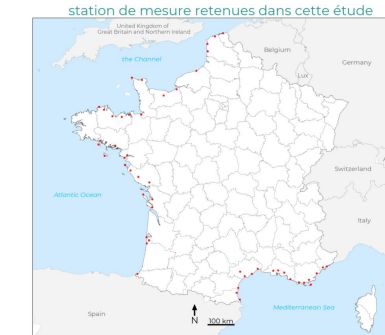 station de mesure retenues dans cette étude
United Kingdom of
Great Britain and Northern Ireland
Belgium
the Channel
Germany
Lux
Switzerland
Atlantic Ocean
Italy
N
100 km
Mediterranean Sea
Spain